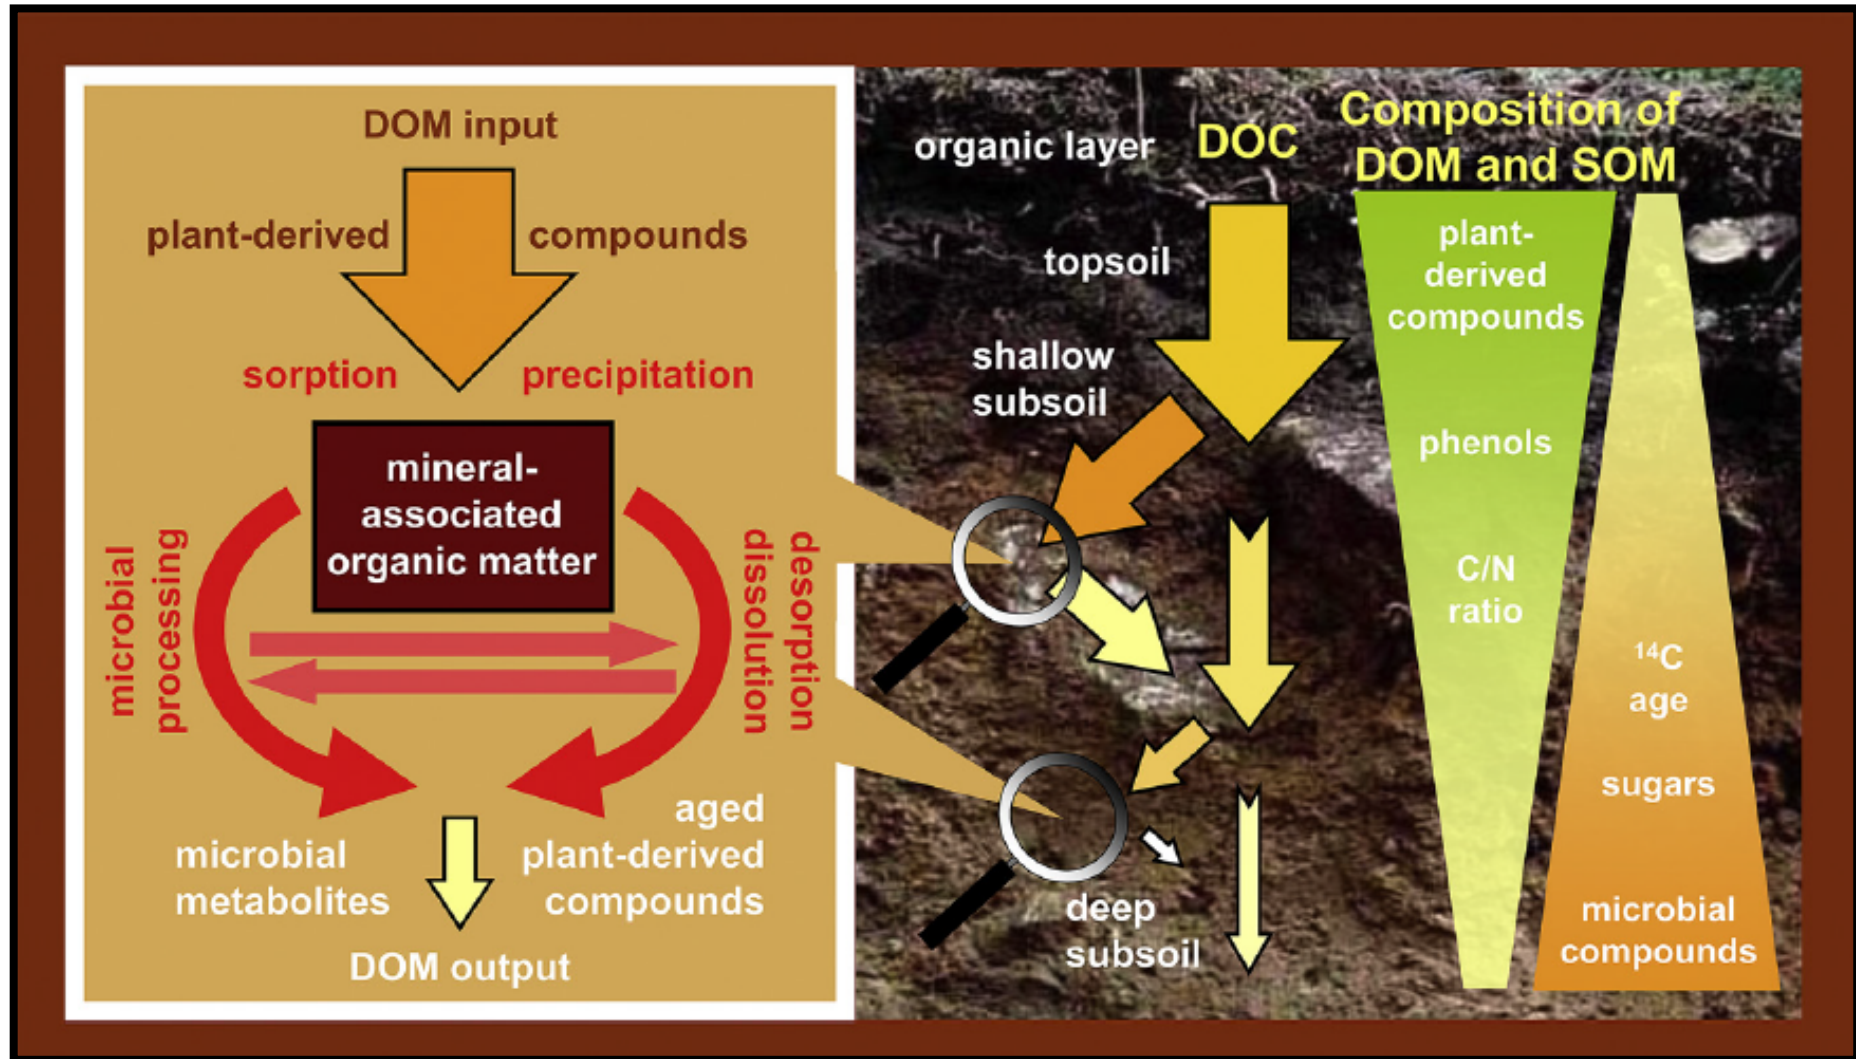 DOM input
plant-derived compounds
sorption precipitation
mineral-
associated
organic matter
microbial
processing
desorption
dissolution
microbial
metabolites
aged
plant-derived
compounds
DOM output
organic layer
DOC
topsoil
shallow
subsoil
deep
subsoil
Composition of
DOM and SOM
plant-
derived
compounds
phenols
C/N
ratio
¹⁴C
age
sugars
microbial
compounds